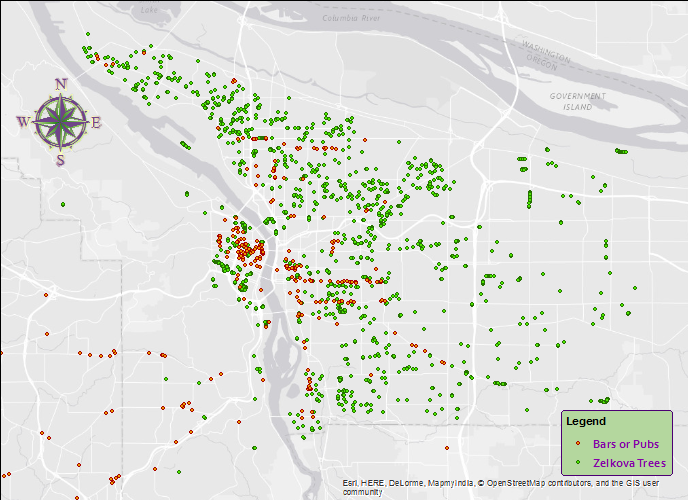 Lake
Columbia River
WASHINGTON
OREGON
GOVERNMENT
ISLAND
N
W E
S
Legend
Bars or Pubs
Zelkova Trees
Esri, HERE, DeLorme, MapmyIndia, © OpenStreetMap contributors, and the GIS user
community